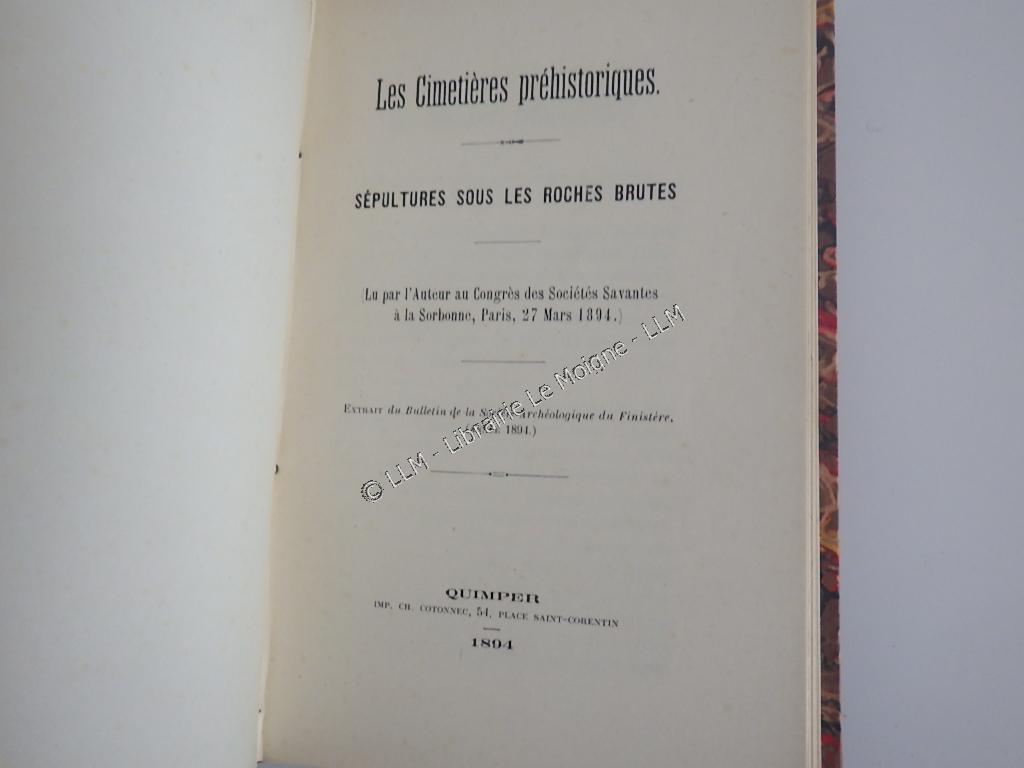 Les Cimetières préhistoriques.
SÉPULTURES SOUS LES ROCHES BRUTES
(Lu par l'Auteur au Congrès des Sociétés Savantes
à la Sorbonne, Paris, 27 Mars 1894.)
EXTRAIT du Bulletin de la Archéologique du Finistère,
1894.)
© LLM - Librairie Le Moigne - LLM
QUIMPER
IMP. CH. COTONNEC, 54, PLACE SAINT-CORENTIN
1894